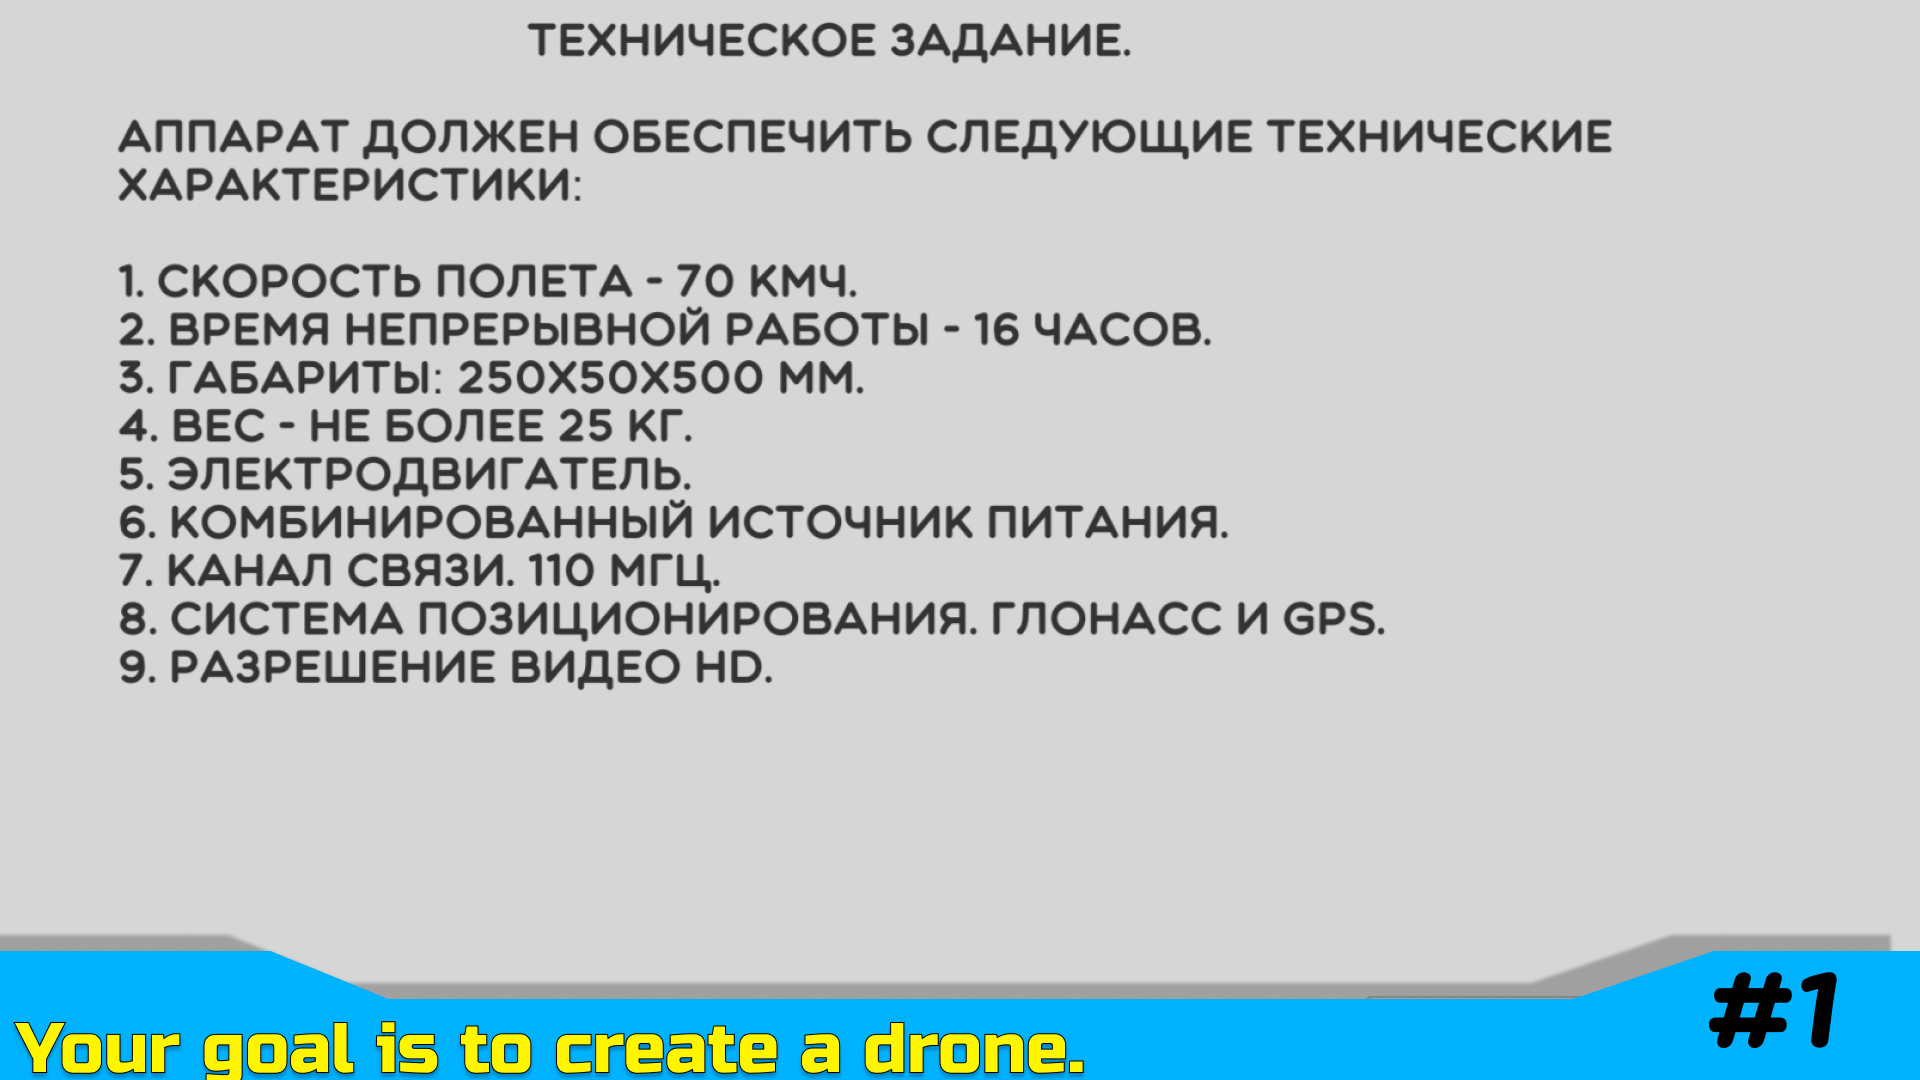 ТЕХНИЧЕСКОЕ ЗАДАНИЕ.
АППАРАТ ДОЛЖЕН ОБЕСПЕЧИТЬ СЛЕДУЮЩИЕ ТЕХНИЧЕСКИЕ
ХАРАКТЕРИСТИКИ:
1. СКОРОСТЬ ПОЛЕТА - 70 КМЧ.
2. ВРЕМЯ НЕПРЕРЫВНОЙ РАБОТЫ - 16 ЧАСОВ.
3. ГАБАРИТЫ: 250Х50Х500 ММ.
4. ВЕС - НЕ БОЛЕЕ 25 КГ.
5. ЭЛЕКТРОДВИГАТЕЛЬ.
6. КОМБИНИРОВАННЫЙ ИСТОЧНИК ПИТАНИЯ.
7. КАНАЛ СВЯЗИ. 110 МГЦ.
8. СИСТЕМА ПОЗИЦИОНИРОВАНИЯ. ГЛОНАСС И GPS.
9. РАЗРЕШЕНИЕ ВИДЕО HD.
#1
Your goal is to create a drone.